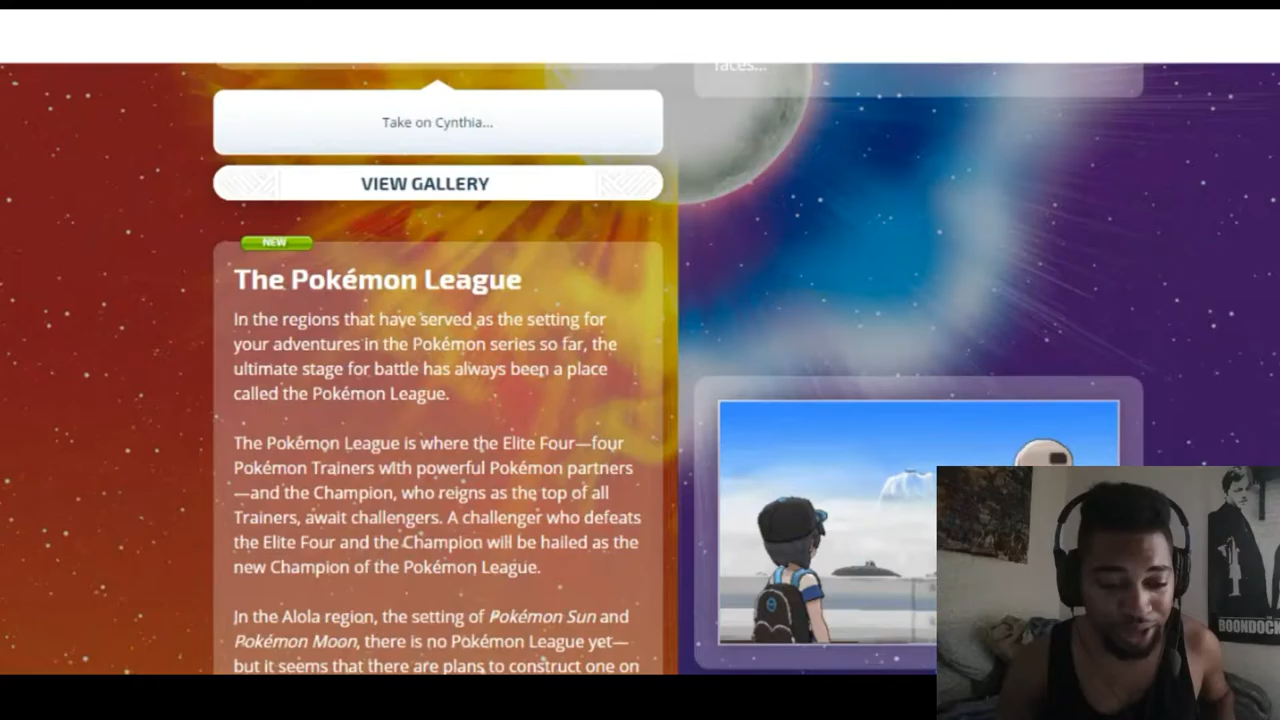 faces...
Take on Cynthia...
VIEW GALLERY
NEW
The Pokémon League
In the regions that have served as the setting for
your adventures in the Pokémon series so far, the
ultimate stage for battle has always been a place
called the Pokémon League.
The Pokémon League is where the Elite Four—four
Pokémon Trainers with powerful Pokémon partners
—and the Champion, who reigns as the top of all
Trainers, await challengers. A challenger who defeats
the Elite Four and the Champion will be hailed as the
new Champion of the Pokémon League.
In the Alola region, the setting of Pokémon Sun and
Pokémon Moon, there is no Pokémon League yet—
but it seems that there are plans to construct one on